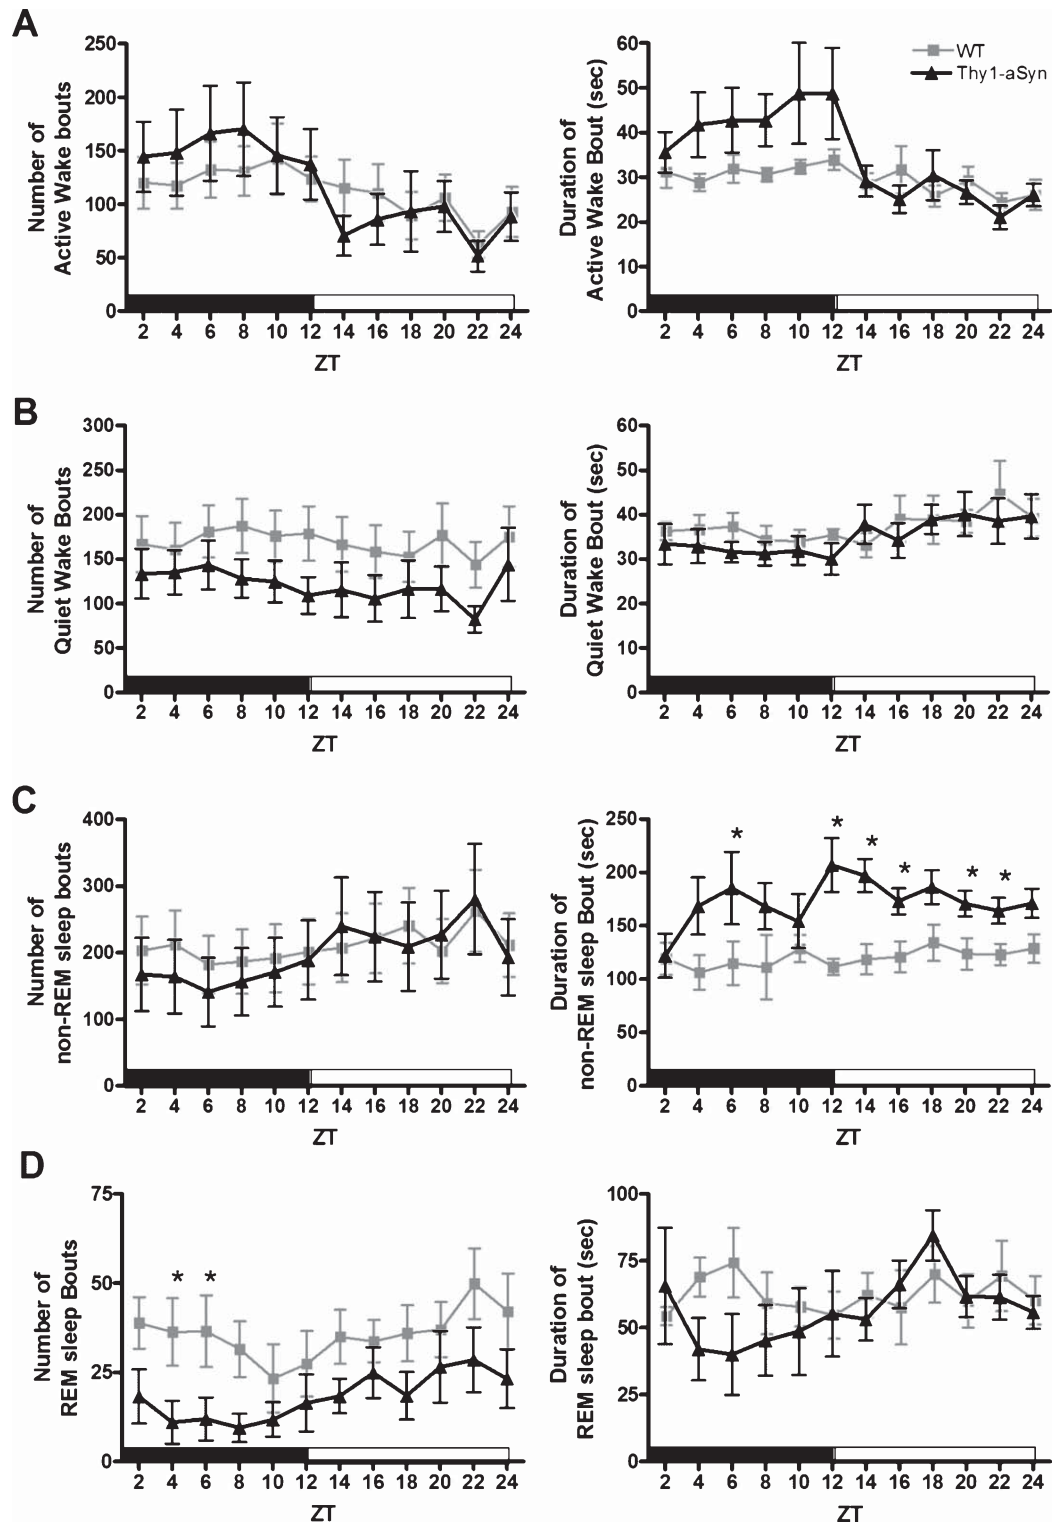 A
Number of
Active Wake bouts
250
200
150
100
50
0
2 4 6 8 10 12 14 16 18 20 22 24
ZT
Duration of
Active Wake Bout (sec)
60
50
40
30
20
10
0
2 4 6 8 10 12 14 16 18 20 22 24
ZT
WT
Thy1-aSyn
B
Number of
Quiet Wake Bouts
300
250
200
150
100
50
0
2 4 6 8 10 12 14 16 18 20 22 24
ZT
Duration of
Quiet Wake Bout (sec)
60
50
40
30
20
10
0
2 4 6 8 10 12 14 16 18 20 22 24
ZT
C
Number of
non-REM sleep bouts
400
300
200
100
0
2 4 6 8 10 12 14 16 18 20 22 24
ZT
Duration of
non-REM sleep Bout (sec)
250
200
150
100
50
0
* * * * * *
2 4 6 8 10 12 14 16 18 20 22 24
ZT
D
Number of
REM sleep Bouts
75
50
25
0
* *
2 4 6 8 10 12 14 16 18 20 22 24
ZT
Duration of
REM sleep bout (sec)
100
75
50
25
0
2 4 6 8 10 12 14 16 18 20 22 24
ZT